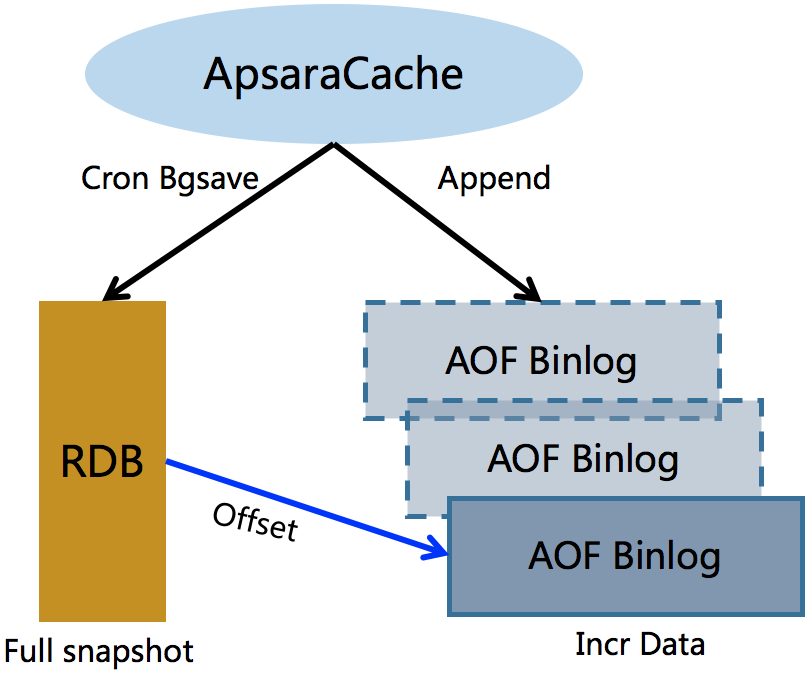 ApsaraCache
Cron Bgsave
Append
AOF Binlog
AOF Binlog
RDB
Offset
AOF Binlog
Full snapshot
Incr Data